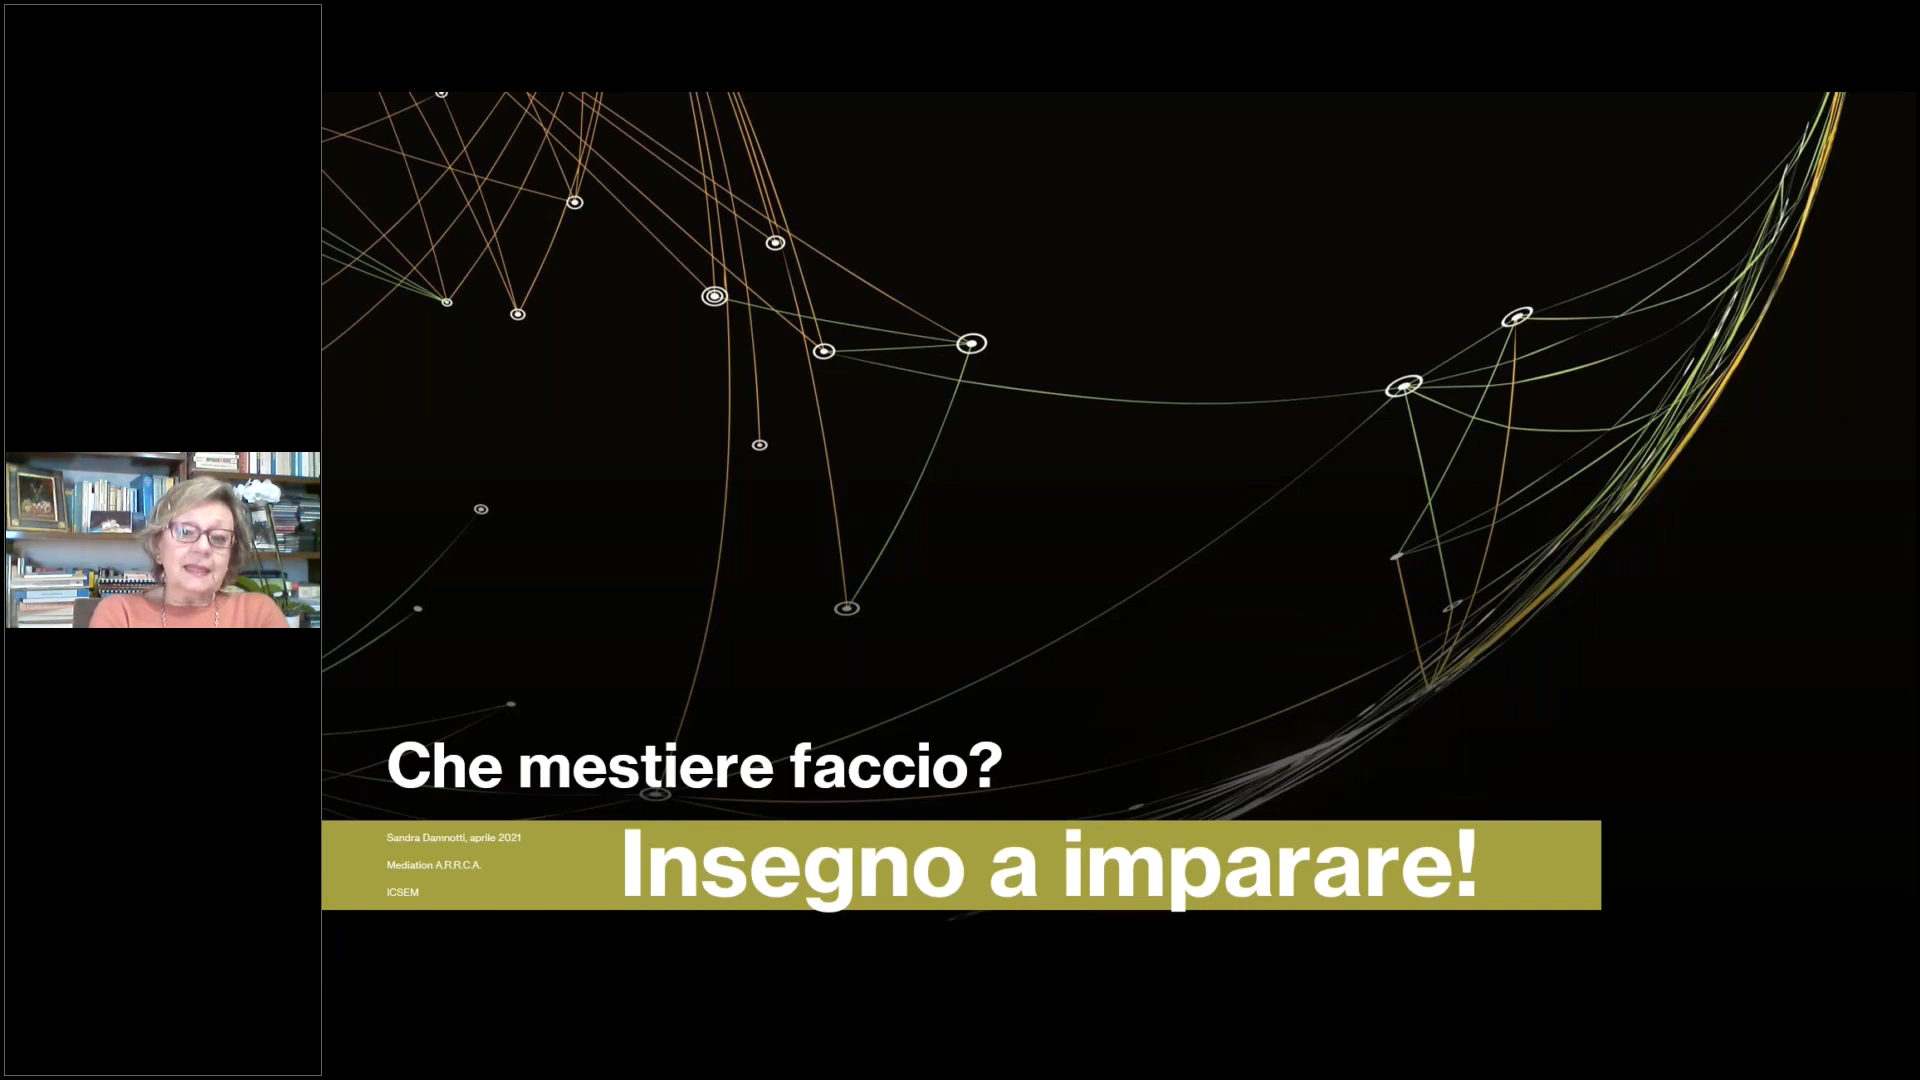 Che mestiere faccio?
Sandra Damnotti, aprile 2021
Mediation A.R.R.C.A.
ICSEM
Insegno a imparare!